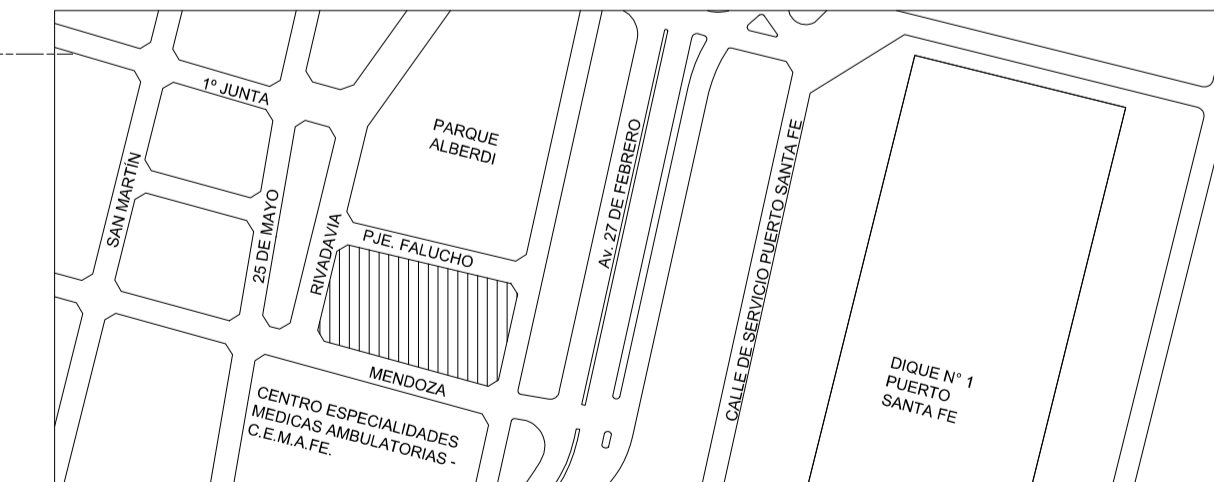 1º JUNTA
PARQUE
ALBERDI
SAN MARTÍN
25 DE MAYO
RIVADAVIA
PJE. FALUCHO
Av. 27 DE FEBRERO
CALLE DE SERVICIO PUERTO SANTA FE
MENDOZA
CENTRO ESPECIALIDADES
MEDICAS AMBULATORIAS -
C.E.M.A.FE.
DIQUE N° 1
PUERTO
SANTA FE